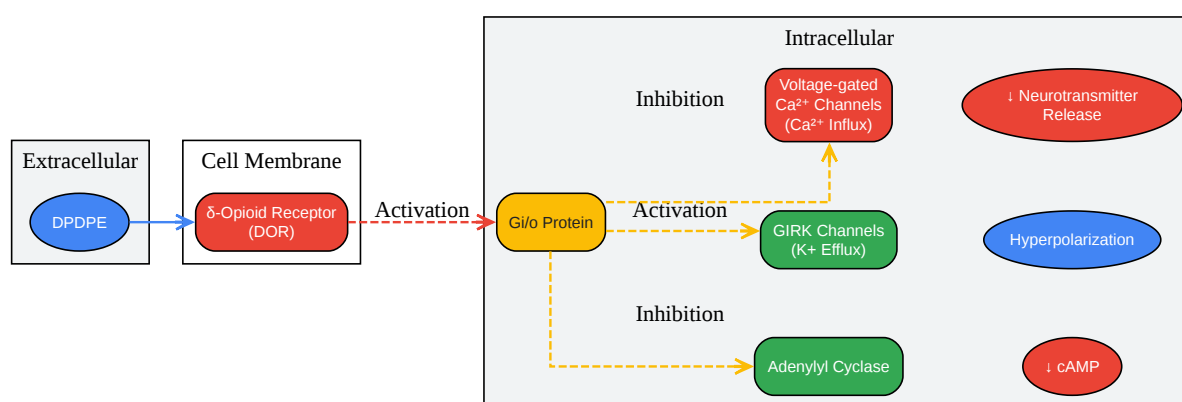 Intracellular
Inhibition
Voltage-gated
Ca²⁺ Channels
(Ca²⁺ Influx)
↓ Neurotransmitter
Release
Extracellular
Cell Membrane
DPDPE
δ-Opioid Receptor
(DOR)
Activation
Gi/o Protein
Activation
GIRK Channels
(K+ Efflux)
Hyperpolarization
Inhibition
Adenylyl Cyclase
↓ cAMP